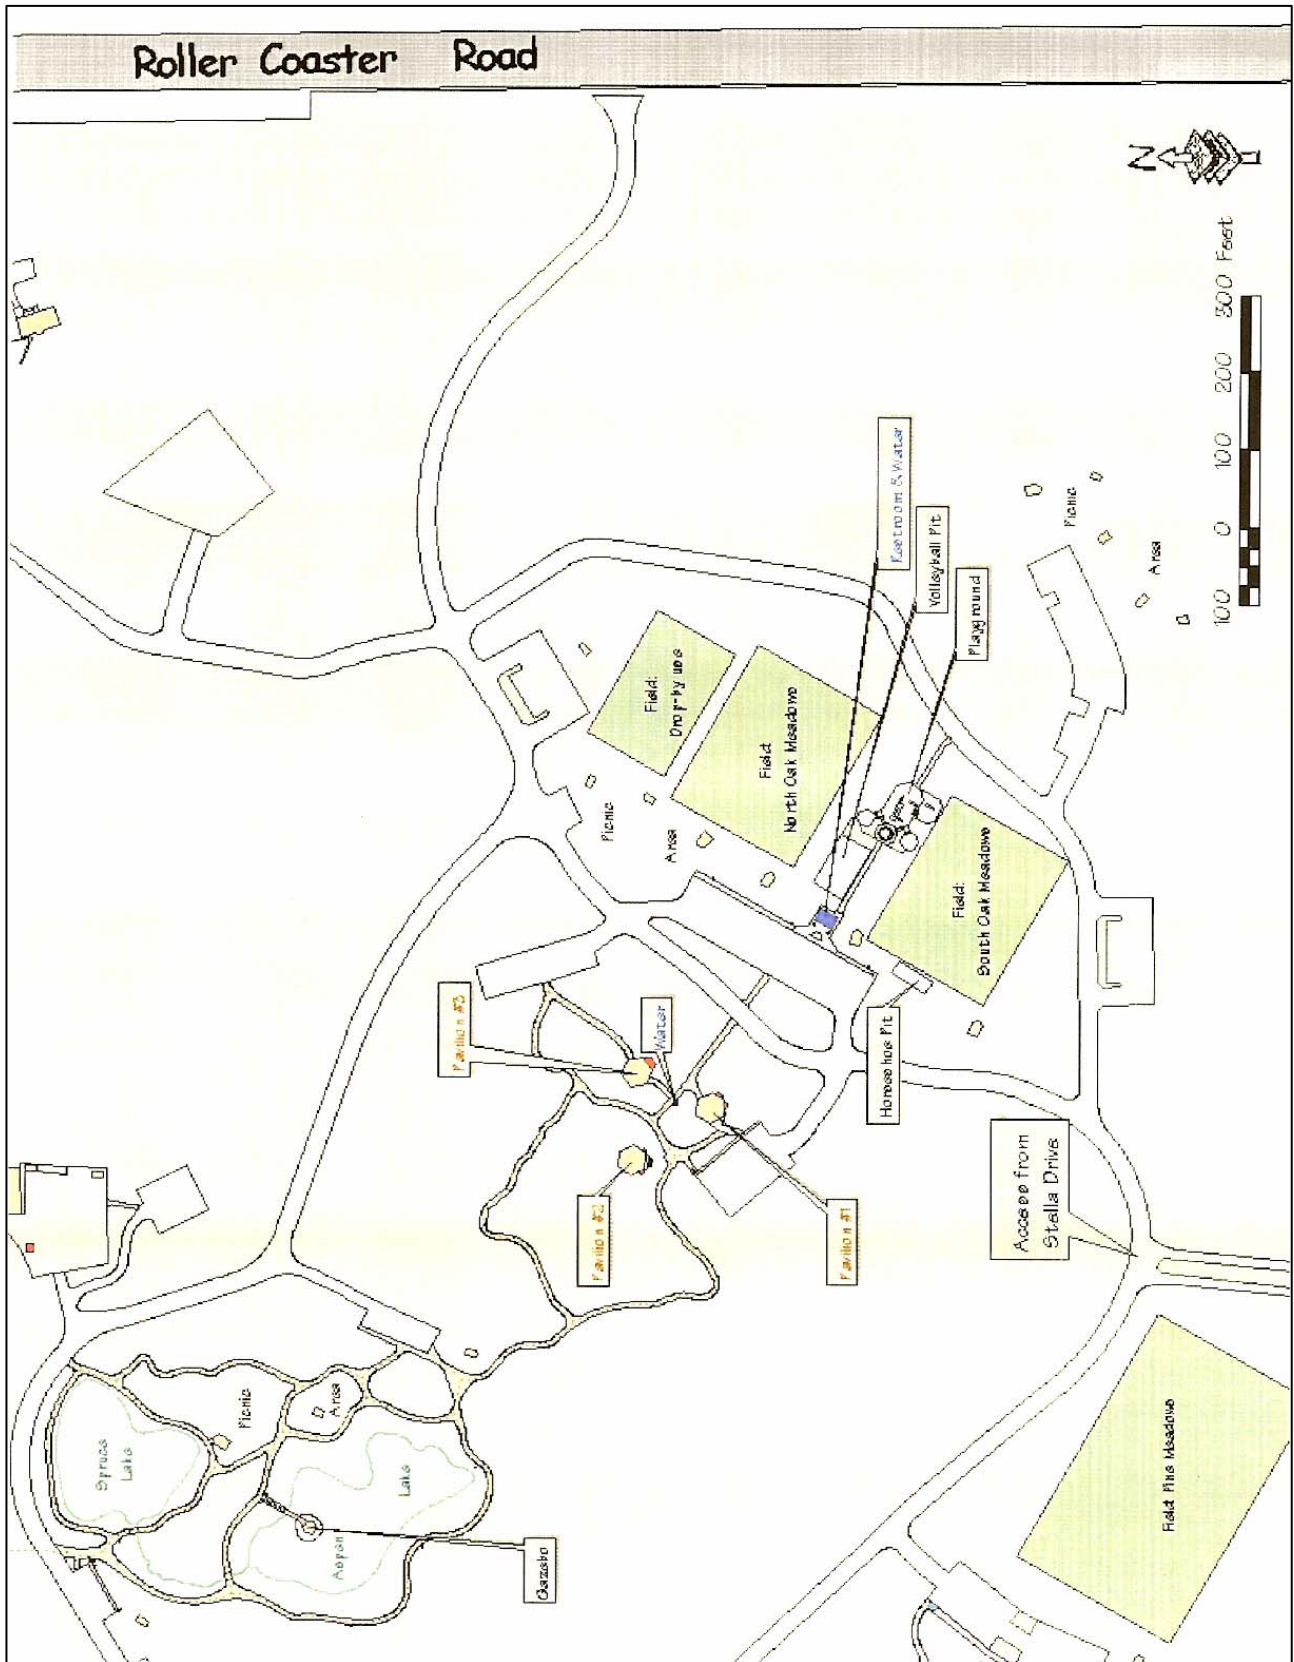 Roller Coaster Road
N
100 0 100 200 300 Feet
Restroom & Water
Volleyball Pit
Playground
Picnic
Area
Field:
Drop-by use
Field:
North Oak Meadows
Picnic
Area
Field:
South Oak Meadows
Pavilion #3
Water
Horseshoe Pit
Pavilion #2
Pavilion #1
Access from
Stella Drive
Spruce
Lake
Picnic
Area
Aspen
Lake
Gazebo
Field: Pine Meadows